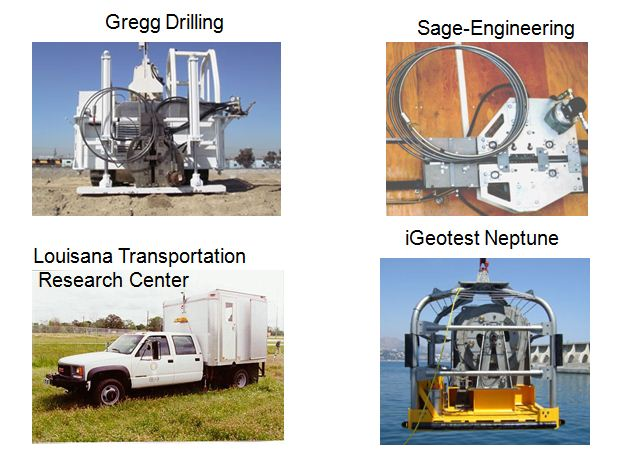 Gregg Drilling
Sage-Engineering
Louisana Transportation
Research Center
iGeotest Neptune